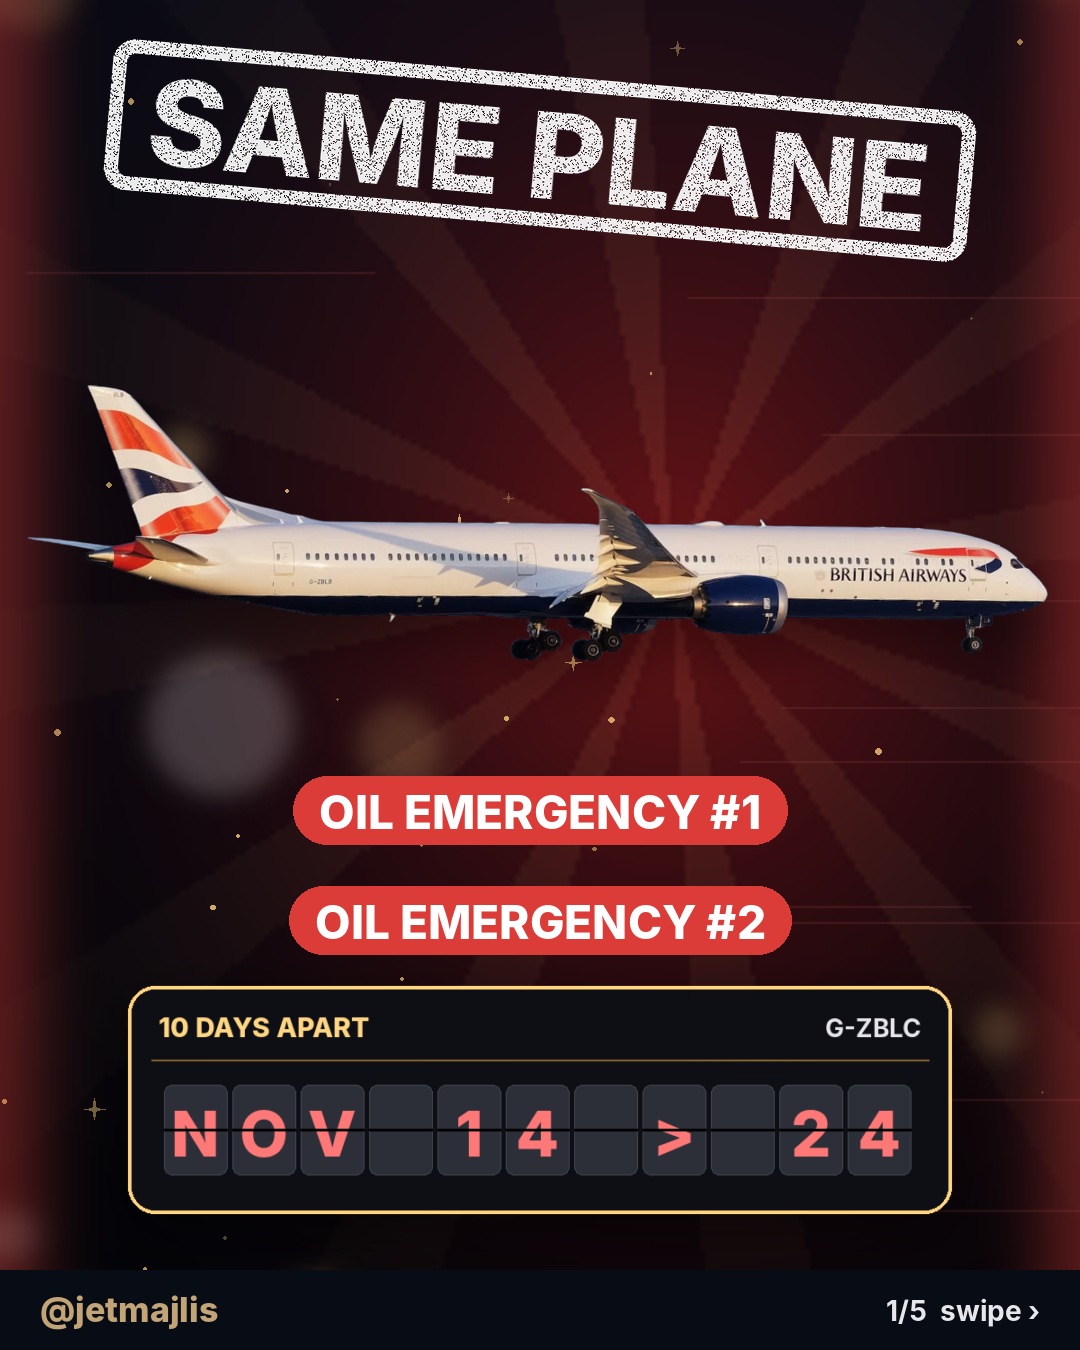 SAME PLANE
BRITISH AIRWAYS
G-ZBLB
OIL EMERGENCY #1
OIL EMERGENCY #2
10 DAYS APART
G-ZBLC
NOV 14 > 24
@jetmajlis
1/5 swipe ›